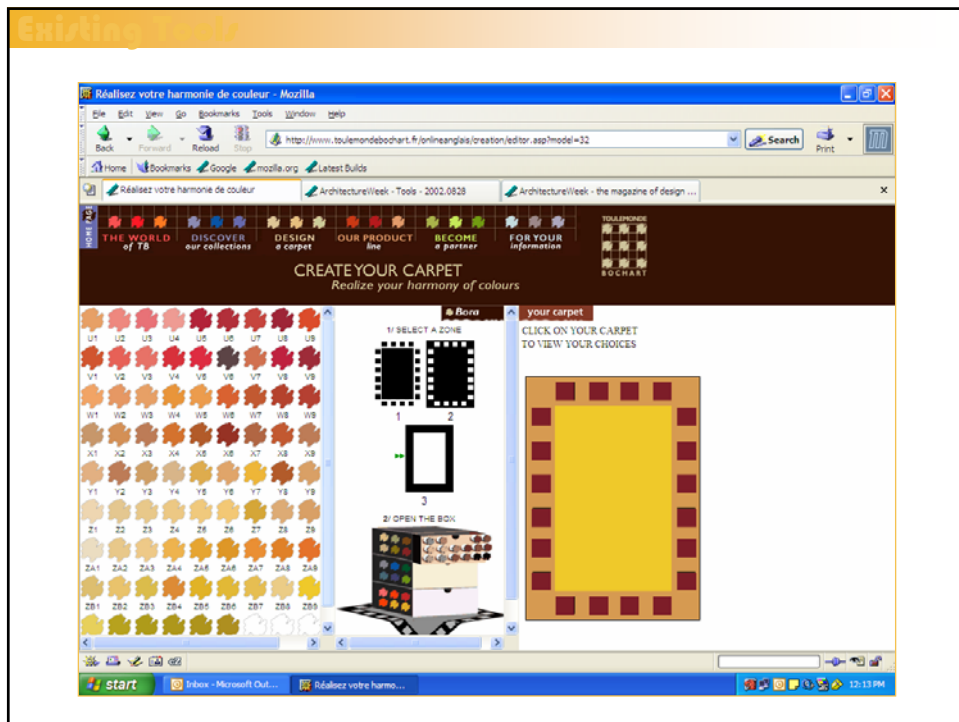 Existing Tools
Réalisez votre harmonie de couleur - Mozilla
File Edit View Go Bookmarks Tools Window Help
Back Forward Reload Stop http://www.toulemondebochart.fr/onlineanglais/creation/editor.asp?model=32 Search Print
Home Bookmarks Google mozilla.org Latest Builds
Réalisez votre harmonie de couleur ArchitectureWeek - Tools - 2002.0828 ArchitectureWeek - the magazine of design ...
HOME PAGE
THE WORLD of TB
DISCOVER our collections
DESIGN a carpet
OUR PRODUCT line
BECOME a partner
FOR YOUR information
TOULEMONDE
BOCHART
CREATE YOUR CARPET
Realize your harmony of colours
U1 U2 U3 U4 U5 U6 U7 U8 U9
V1 V2 V3 V4 V5 V6 V7 V8 V9
W1 W2 W3 W4 W5 W6 W7 W8 W9
X1 X2 X3 X4 X5 X6 X7 X8 X9
Y1 Y2 Y3 Y4 Y5 Y6 Y7 Y8 Y9
Z1 Z2 Z3 Z4 Z5 Z6 Z7 Z8 Z9
ZA1 ZA2 ZA3 ZA4 ZA5 ZA6 ZA7 ZA8 ZA9
ZB1 ZB2 ZB3 ZB4 ZB5 ZB6 ZB7 ZB8 ZB9
Bora
1/ SELECT A ZONE
1 2
3
2/ OPEN THE BOX
your carpet
CLICK ON YOUR CARPET
TO VIEW YOUR CHOICES
start Inbox - Microsoft Out... Réalisez votre harmo... 12:13 PM